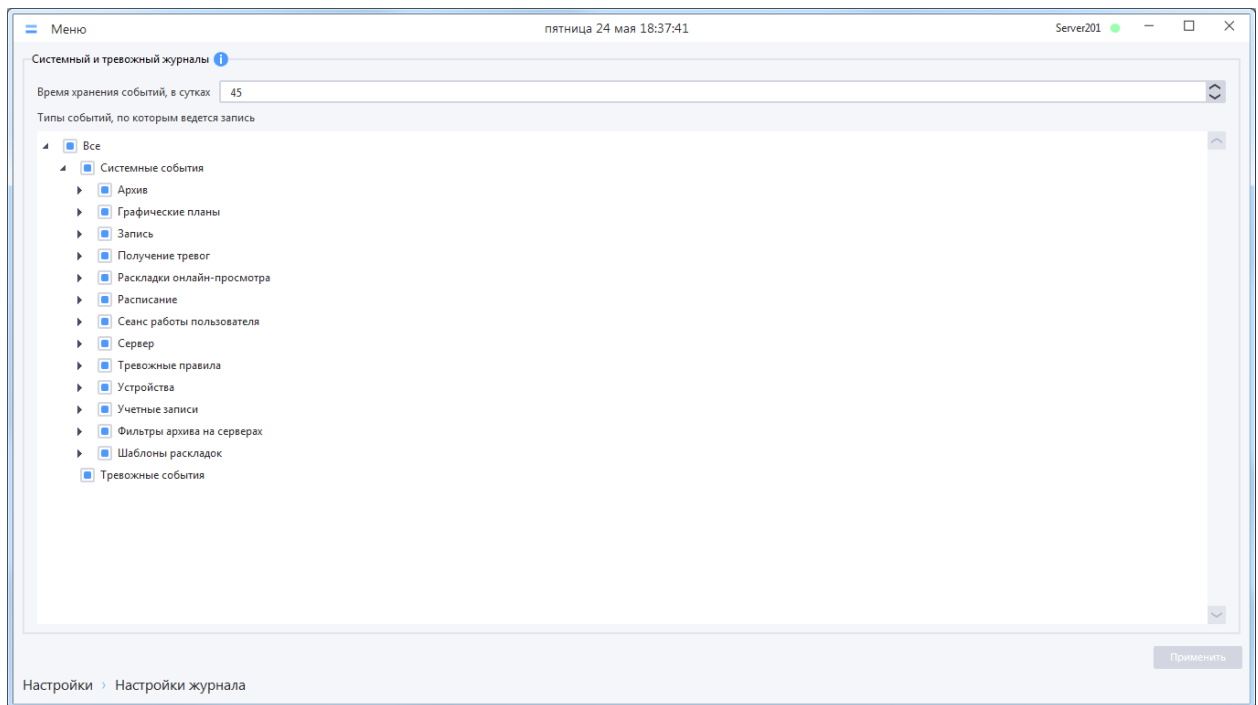 Меню пятница 24 мая 18:37:41 Server201
Системный и тревожный журналы
Время хранения событий, в сутках 45
Типы событий, по которым ведется запись
Все
Системные события
Архив
Графические планы
Запись
Получение тревог
Раскладки онлайн-просмотра
Расписание
Сеанс работы пользователя
Сервер
Тревожные правила
Устройства
Учетные записи
Фильтры архива на серверах
Шаблоны раскладок
Тревожные события
Применить
Настройки › Настройки журнала